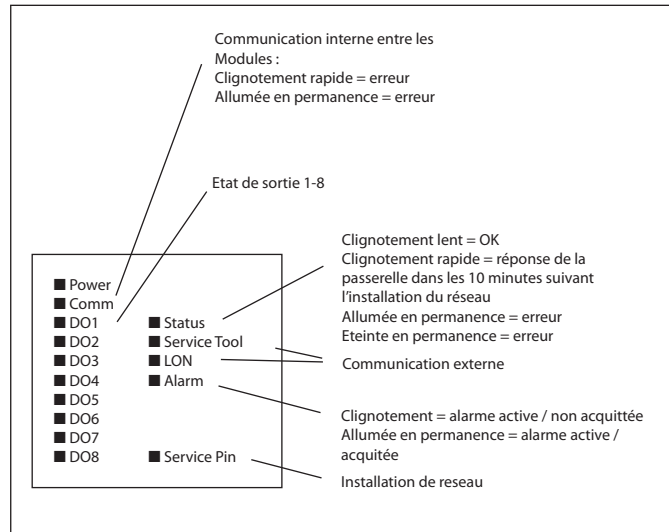 Communication interne entre les
Modules :
Clignotement rapide = erreur
Allumée en permanence = erreur
Etat de sortie 1-8
Clignotement lent = OK
Clignotement rapide = réponse de la
passerelle dans les 10 minutes suivant
l'installation du réseau
Allumée en permanence = erreur
Eteinte en permanence = erreur
Communication externe
Clignotement = alarme active / non acquittée
Allumée en permanence = alarme active /
acquitée
Installation de reseau
Power
Comm
DO1
DO2
DO3
DO4
DO5
DO6
DO7
DO8
Status
Service Tool
LON
Alarm
Service Pin